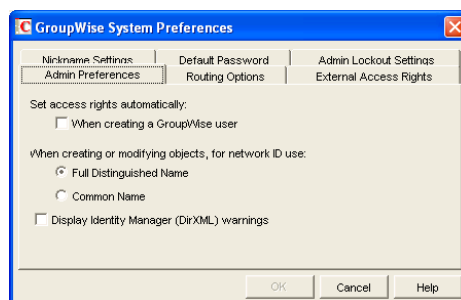 GroupWise System Preferences
Nickname Settings Default Password Admin Lockout Settings
Admin Preferences Routing Options External Access Rights
Set access rights automatically:
When creating a GroupWise user
When creating or modifying objects, for network ID use:
Full Distinguished Name
Common Name
Display Identity Manager (DirXML) warnings
OK Cancel Help